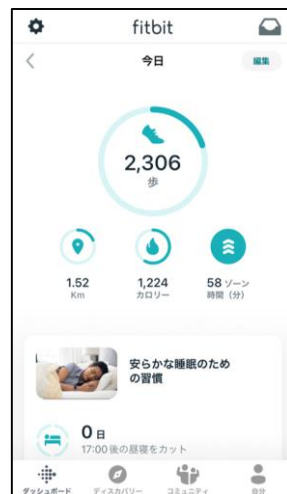 fitbit
今日
編集
2,306
歩
1.52
Km
1,224
カロリー
58 ゾーン
時間（分）
安らかな睡眠のため
の習慣
0 日
17:00後の昼寝をカット
ダッシュボード
ディスカバリー
コミュニティ
自分